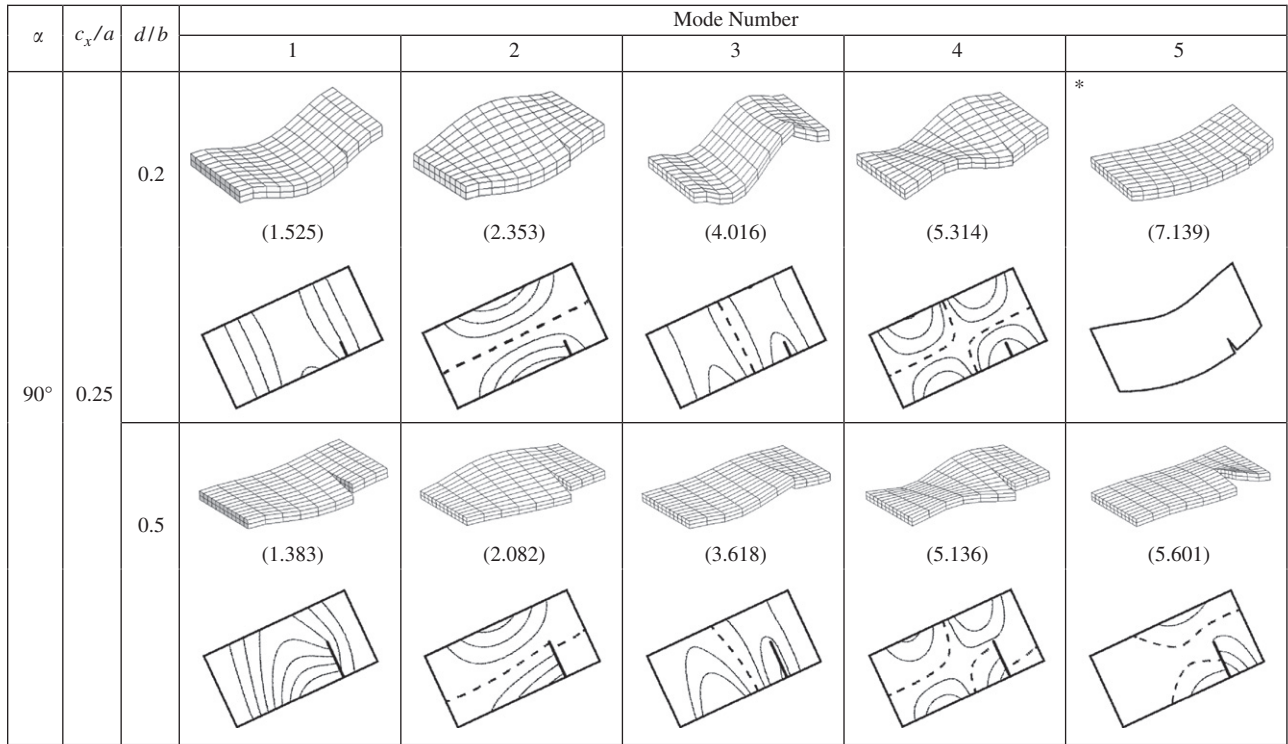 α c_x/a d/b Mode Number
1 2 3 4 5
*
0.2
(1.525) (2.353) (4.016) (5.314) (7.139)
90° 0.25
0.5
(1.383) (2.082) (3.618) (5.136) (5.601)